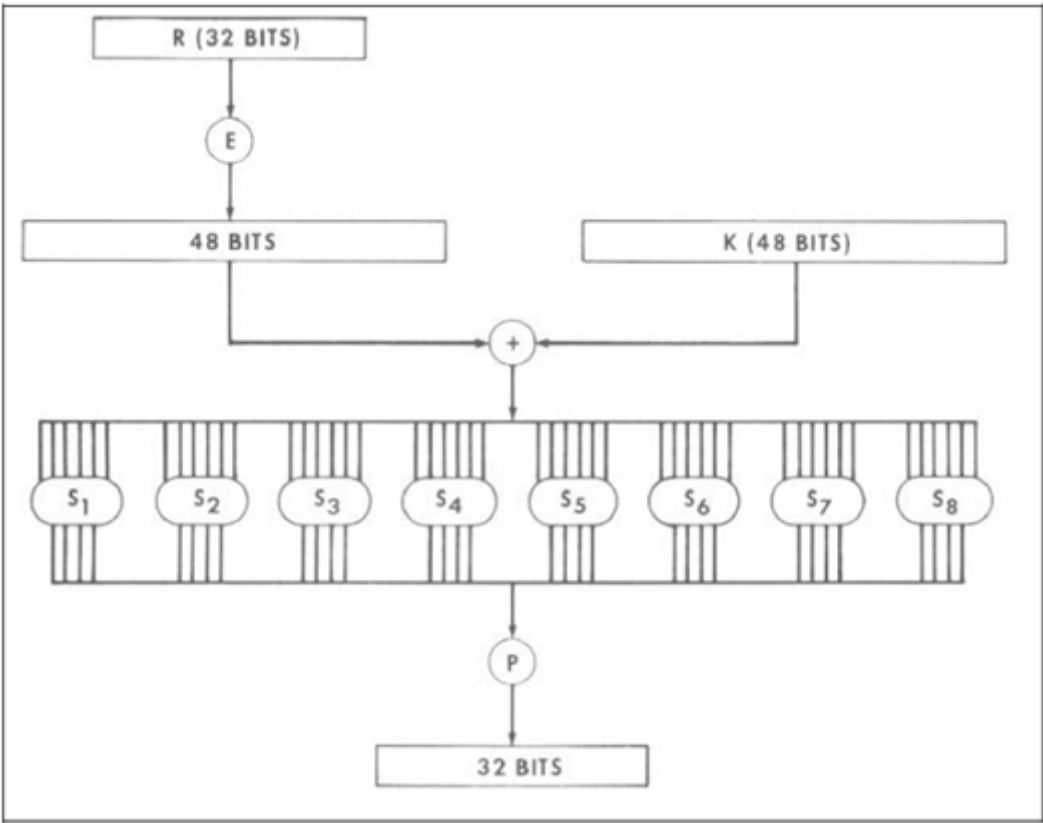 R (32 BITS)
E
48 BITS
K (48 BITS)
+
S1 S2 S3 S4 S5 S6 S7 S8
P
32 BITS